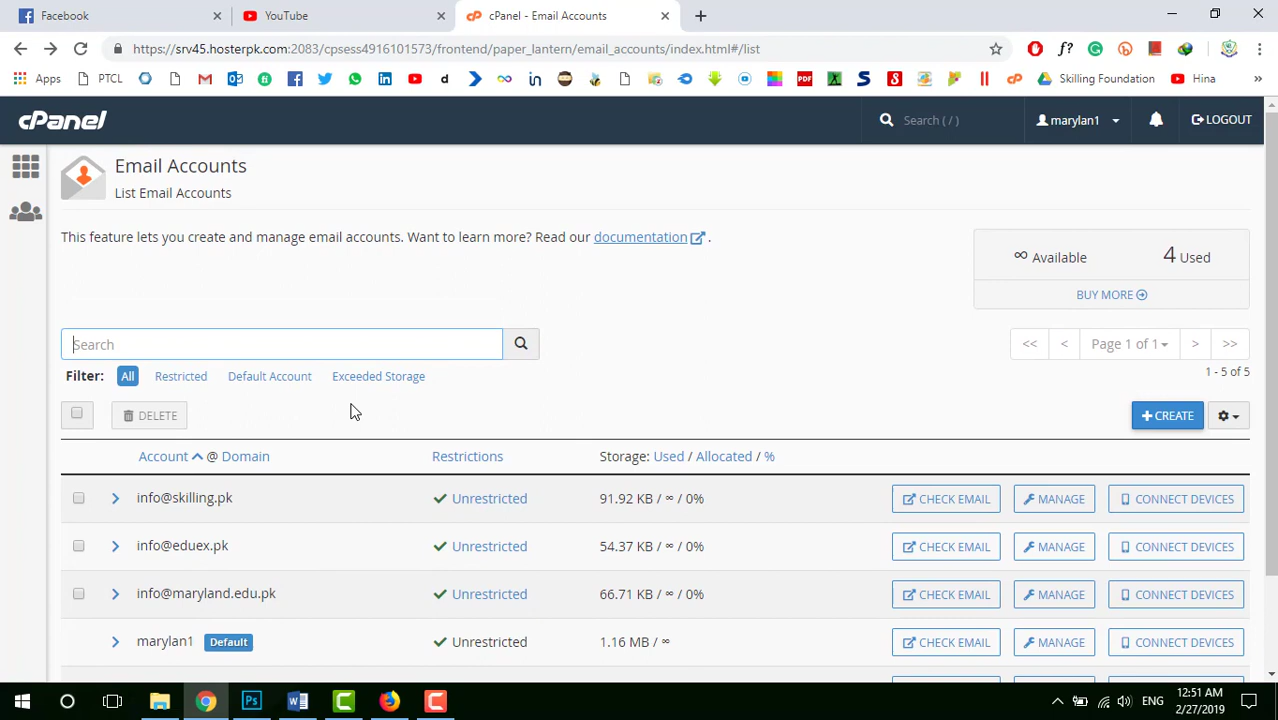 Facebook
YouTube
cPanel - Email Accounts
https://srv45.hosterpk.com:2083/cpsess4916101573/frontend/paper_lantern/email_accounts/index.html#/list
f?
Apps
PTCL
d
in
PDF
S
cP
Skilling Foundation
Hina
»
cPanel
Search ( / )
marylan1
LOGOUT
Email Accounts
List Email Accounts
This feature lets you create and manage email accounts. Want to learn more? Read our documentation .
∞ Available
4 Used
BUY MORE
Search
<<
<
Page 1 of 1
>
>>
Filter: All Restricted Default Account Exceeded Storage
1 - 5 of 5
DELETE
+ CREATE
Account @ Domain
Restrictions
Storage: Used / Allocated / %
info@skilling.pk
Unrestricted
91.92 KB / ∞ / 0%
CHECK EMAIL
MANAGE
CONNECT DEVICES
info@eduex.pk
Unrestricted
54.37 KB / ∞ / 0%
CHECK EMAIL
MANAGE
CONNECT DEVICES
info@maryland.edu.pk
Unrestricted
66.71 KB / ∞ / 0%
CHECK EMAIL
MANAGE
CONNECT DEVICES
marylan1 Default
Unrestricted
1.16 MB / ∞
CHECK EMAIL
MANAGE
CONNECT DEVICES
Ps
ENG
12:51 AM
2/27/2019